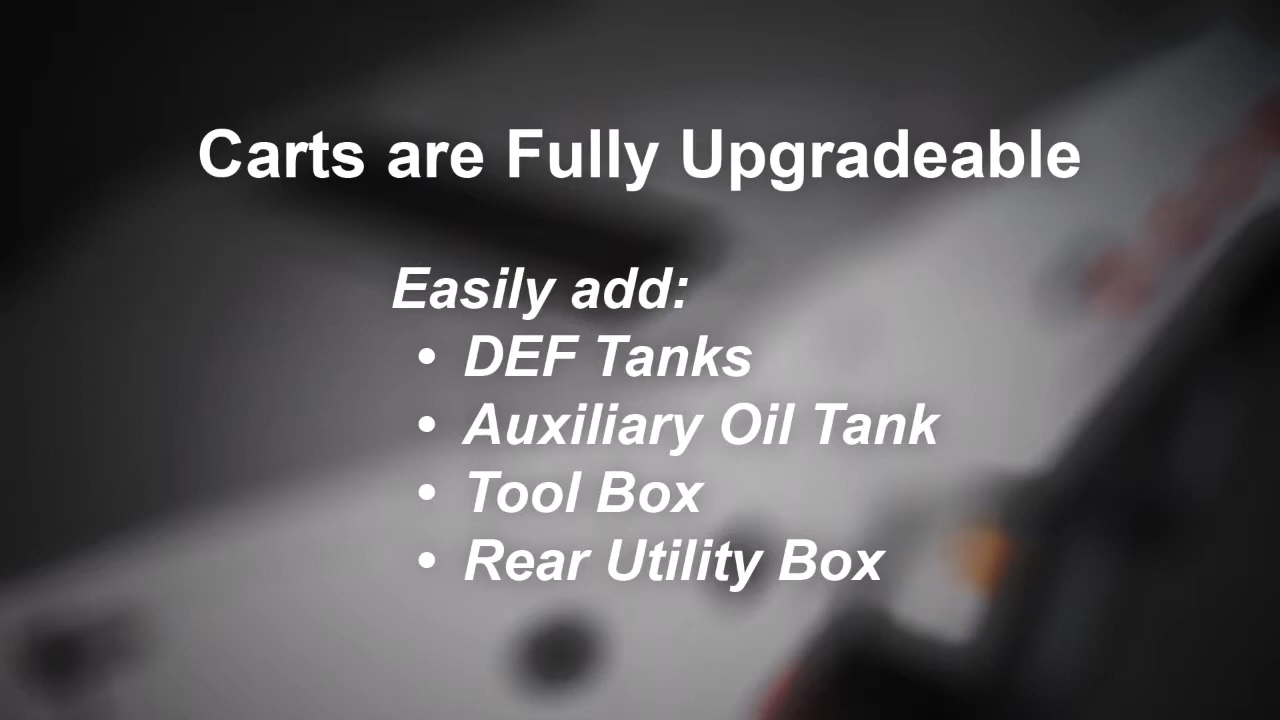 Carts are Fully Upgradeable
Easily add:
• DEF Tanks
• Auxiliary Oil Tank
• Tool Box
• Rear Utility Box